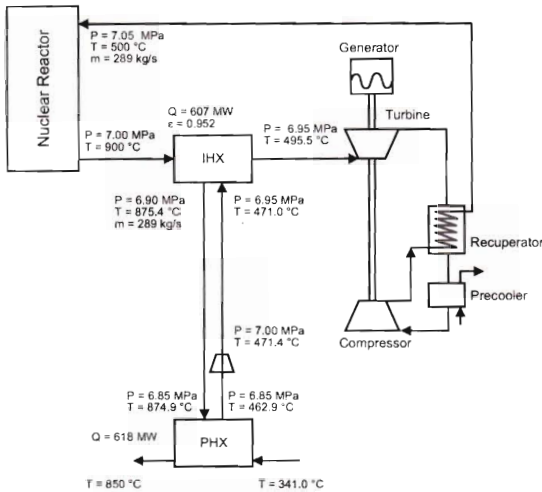 P = 7.05 MPa
T = 500 °C
m = 289 kg/s
Nuclear Reactor
Generator
Turbine
Q = 607 MW
ε = 0.952
P = 7.00 MPa
T = 900 °C
IHX
P = 6.95 MPa
T = 495.5 °C
P = 6.90 MPa
T = 875.4 °C
m = 289 kg/s
P = 6.95 MPa
T = 471.0 °C
Recuperator
Precooler
Compressor
P = 7.00 MPa
T = 471.4 °C
P = 6.85 MPa
T = 874.9 °C
P = 6.85 MPa
T = 462.9 °C
Q = 618 MW
PHX
T = 850 °C
T = 341.0 °C